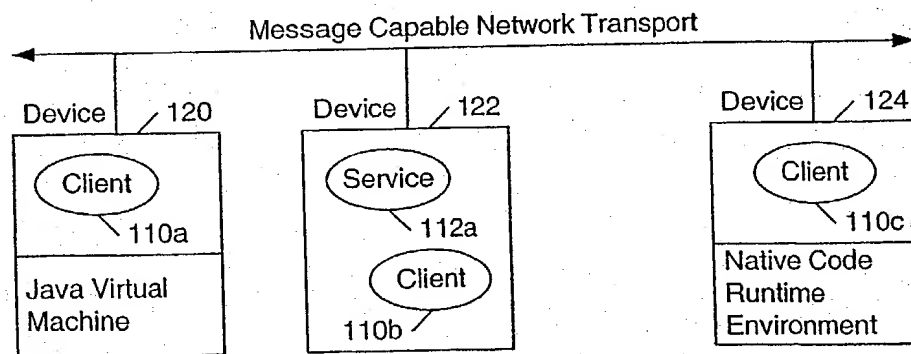 Message Capable Network Transport
Device 120
Device 122
Device 124
Client
110a
Java Virtual
Machine
Service
112a
Client
110b
Client
110c
Native Code
Runtime
Environment